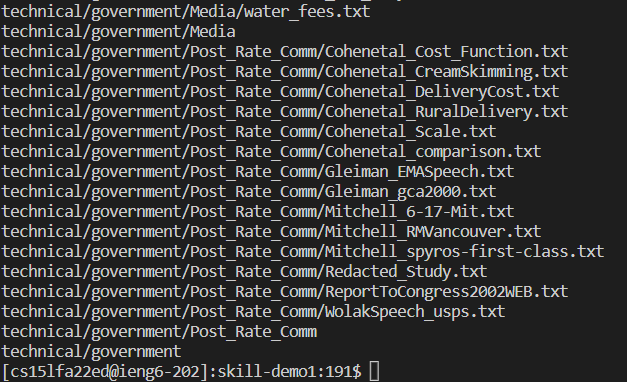 technical/government/Media/water_fees.txt
technical/government/Media
technical/government/Post_Rate_Comm/Cohenetal_Cost_Function.txt
technical/government/Post_Rate_Comm/Cohenetal_CreamSkimming.txt
technical/government/Post_Rate_Comm/Cohenetal_DeliveryCost.txt
technical/government/Post_Rate_Comm/Cohenetal_RuralDelivery.txt
technical/government/Post_Rate_Comm/Cohenetal_Scale.txt
technical/government/Post_Rate_Comm/Cohenetal_comparison.txt
technical/government/Post_Rate_Comm/Gleiman_EMASpeech.txt
technical/government/Post_Rate_Comm/Gleiman_gca2000.txt
technical/government/Post_Rate_Comm/Mitchell_6-17-Mit.txt
technical/government/Post_Rate_Comm/Mitchell_RMVancouver.txt
technical/government/Post_Rate_Comm/Mitchell_spyros-first-class.txt
technical/government/Post_Rate_Comm/Redacted_Study.txt
technical/government/Post_Rate_Comm/ReportToCongress2002WEB.txt
technical/government/Post_Rate_Comm/WolakSpeech_usps.txt
technical/government/Post_Rate_Comm
technical/government
[cs15lfa22ed@ieng6-202]:skill-demo1:191$